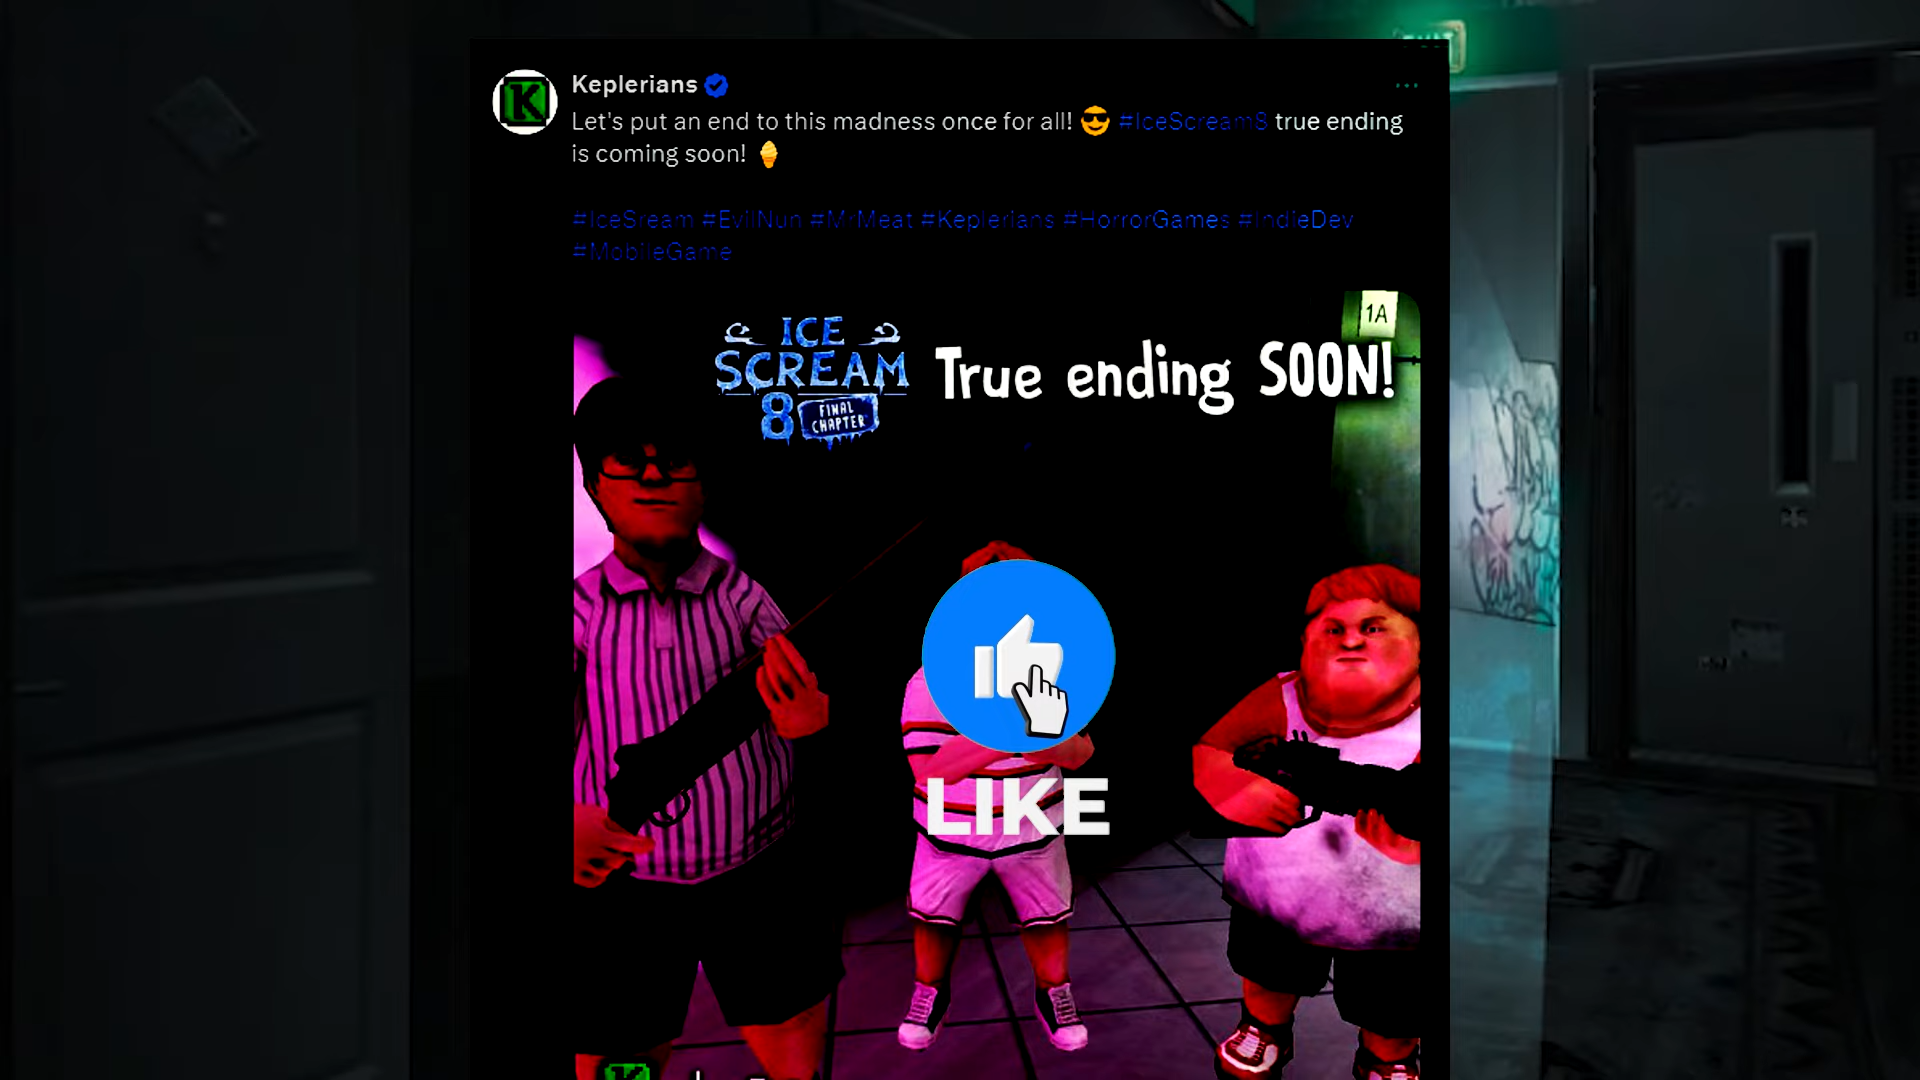 Keplerians
Let's put an end to this madness once for all! 😎 #IceScream8 true ending
is coming soon! 🍦
#IceSream #EvilNun #MrMeat #Keplerians #HorrorGames #IndieDev
#MobileGame
1A
ICE
SCREAM
8 FINAL
CHAPTER
True ending SOON!
LIKE